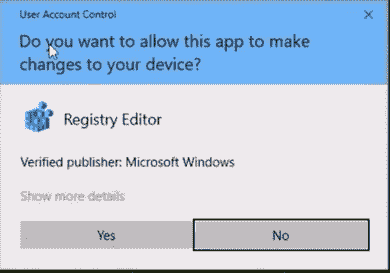 User Account Control
Do you want to allow this app to make
changes to your device?
Registry Editor
Verified publisher: Microsoft Windows
Show more details
Yes
No